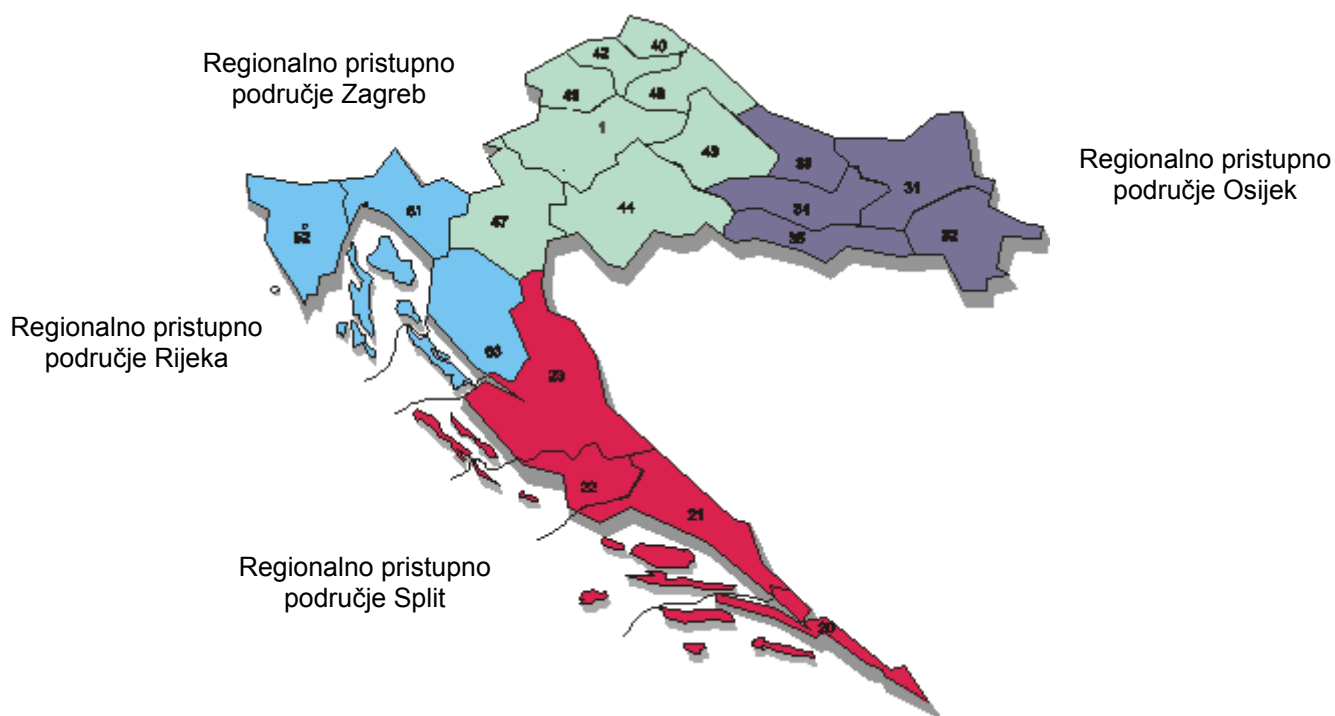 Regionalno pristupno
područje Zagreb
42
40
49
48
1
43
33
31
34
35
32
Regionalno pristupno
područje Osijek
51
52
47
44
53
Regionalno pristupno
područje Rijeka
23
22
21
20
Regionalno pristupno
područje Split